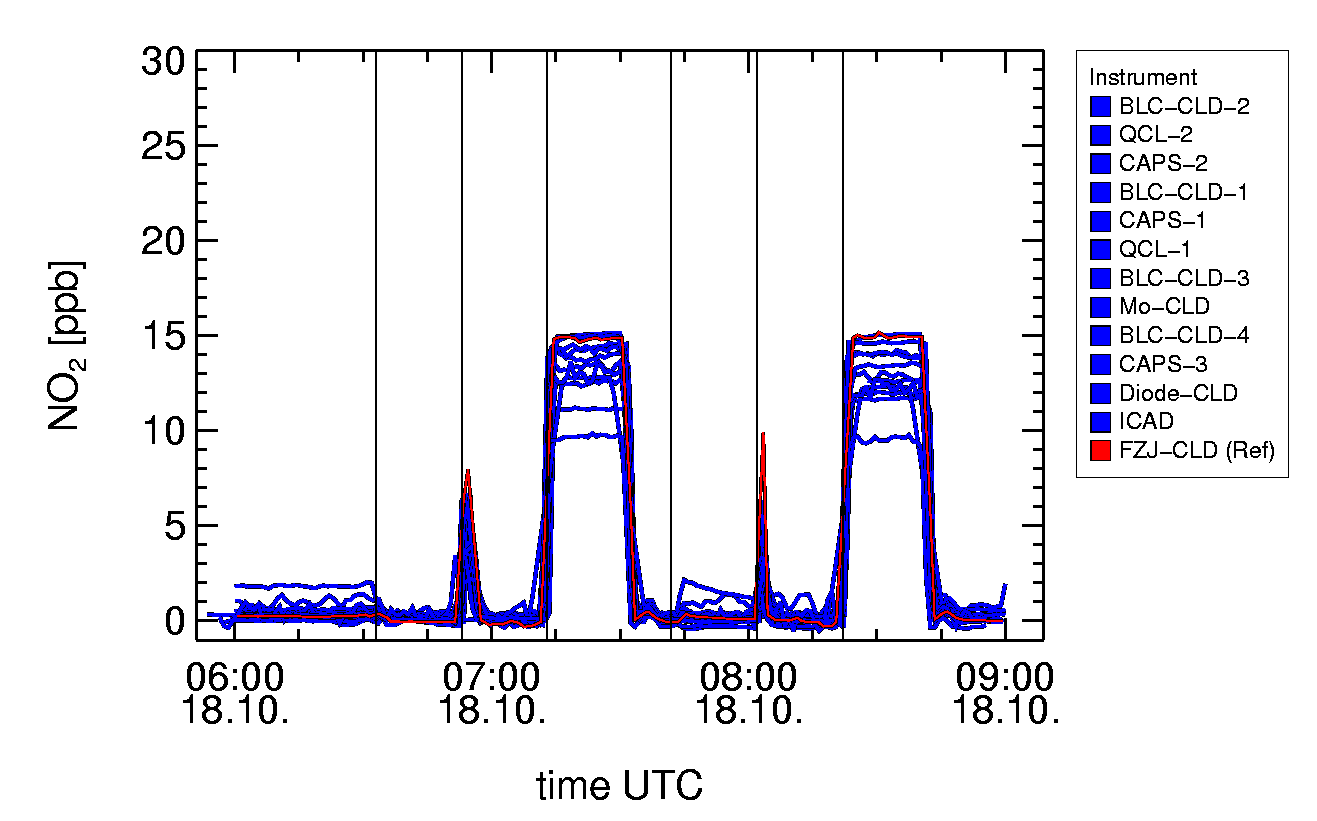 30
25
20
15
10
5
0
NO2 [ppb]
06:00 07:00 08:00 09:00
18.10. 18.10. 18.10. 18.10.
time UTC
Instrument
BLC-CLD-2
QCL-2
CAPS-2
BLC-CLD-1
CAPS-1
QCL-1
BLC-CLD-3
Mo-CLD
BLC-CLD-4
CAPS-3
Diode-CLD
ICAD
FZJ-CLD (Ref)